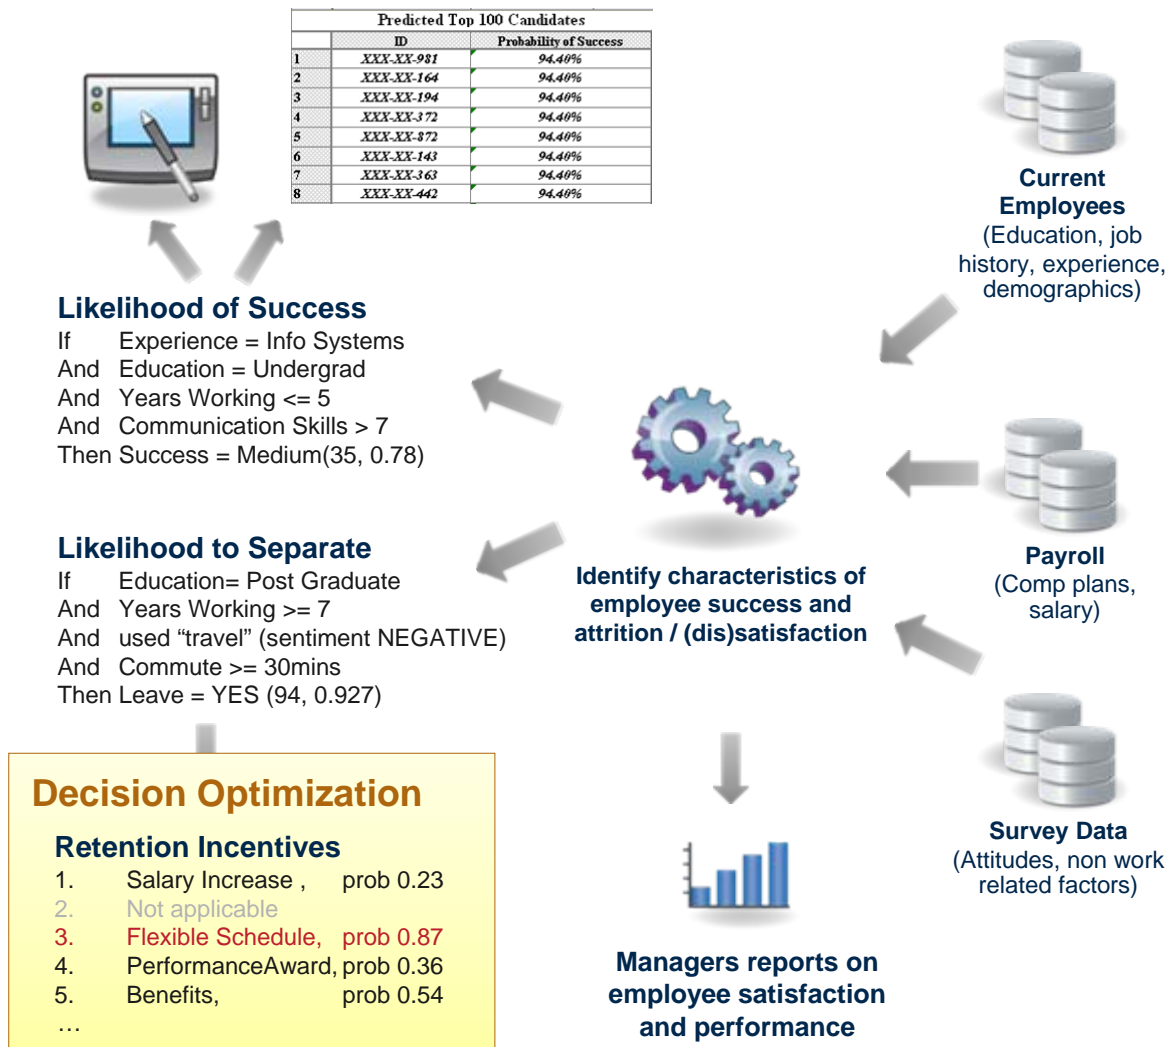 Predicted Top 100 Candidates
ID Probability of Success
1 XXX-XX-981 94.40%
2 XXX-XX-164 94.40%
3 XXX-XX-194 94.40%
4 XXX-XX-372 94.40%
5 XXX-XX-872 94.40%
6 XXX-XX-143 94.40%
7 XXX-XX-363 94.40%
8 XXX-XX-442 94.40%
Current
Employees
(Education, job
history, experience,
demographics)
Likelihood of Success
If Experience = Info Systems
And Education = Undergrad
And Years Working <= 5
And Communication Skills > 7
Then Success = Medium(35, 0.78)
Likelihood to Separate
If Education= Post Graduate
And Years Working >= 7
And used “travel” (sentiment NEGATIVE)
And Commute >= 30mins
Then Leave = YES (94, 0.927)
Identify characteristics of
employee success and
attrition / (dis)satisfaction
Payroll
(Comp plans,
salary)
Survey Data
(Attitudes, non work
related factors)
Decision Optimization
Retention Incentives
1. Salary Increase , prob 0.23
2. Not applicable
3. Flexible Schedule, prob 0.87
4. PerformanceAward, prob 0.36
5. Benefits, prob 0.54
…
Managers reports on
employee satisfaction
and performance